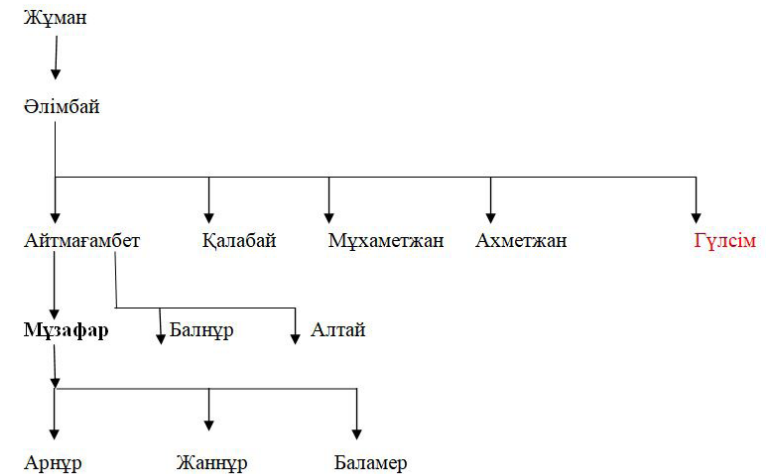 Жұман
Әлімбай
Айтмағамбет Қалабай Мұхаметжан Ахметжан Гүлсім
Мұзафар Балнұр Алтай
Арнұр Жаннұр Баламер